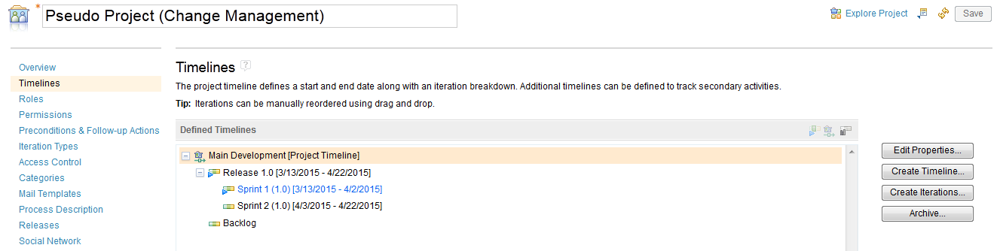 * Pseudo Project (Change Management)
Explore Project
Save
Overview
Timelines
Roles
Permissions
Preconditions & Follow-up Actions
Iteration Types
Access Control
Categories
Mail Templates
Process Description
Releases
Social Network
Timelines ?
The project timeline defines a start and end date along with an iteration breakdown. Additional timelines can be defined to track secondary activities.
Tip: Iterations can be manually reordered using drag and drop.
Defined Timelines
Main Development [Project Timeline]
Release 1.0 [3/13/2015 - 4/22/2015]
Sprint 1 (1.0) [3/13/2015 - 4/2/2015]
Sprint 2 (1.0) [4/3/2015 - 4/22/2015]
Backlog
Edit Properties...
Create Timeline...
Create Iterations...
Archive...